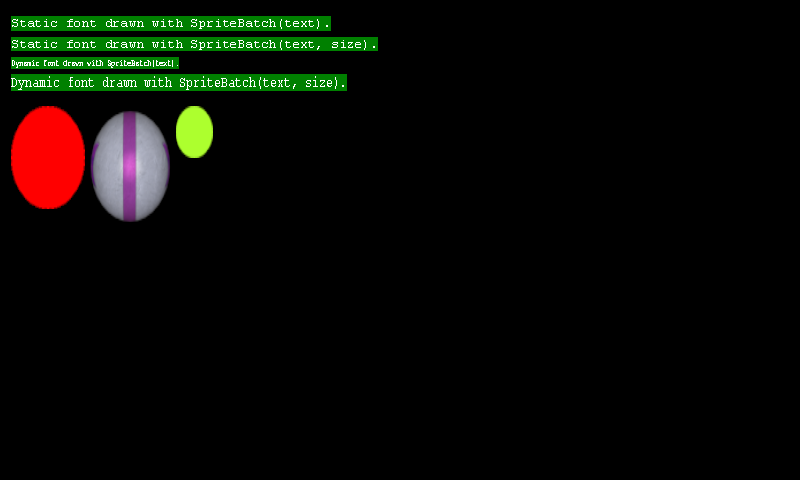 Static font drawn with SpriteBatch(text).
Static font drawn with SpriteBatch(text, size).
Dynamic font drawn with SpriteBatch(text).
Dynamic font drawn with SpriteBatch(text, size).